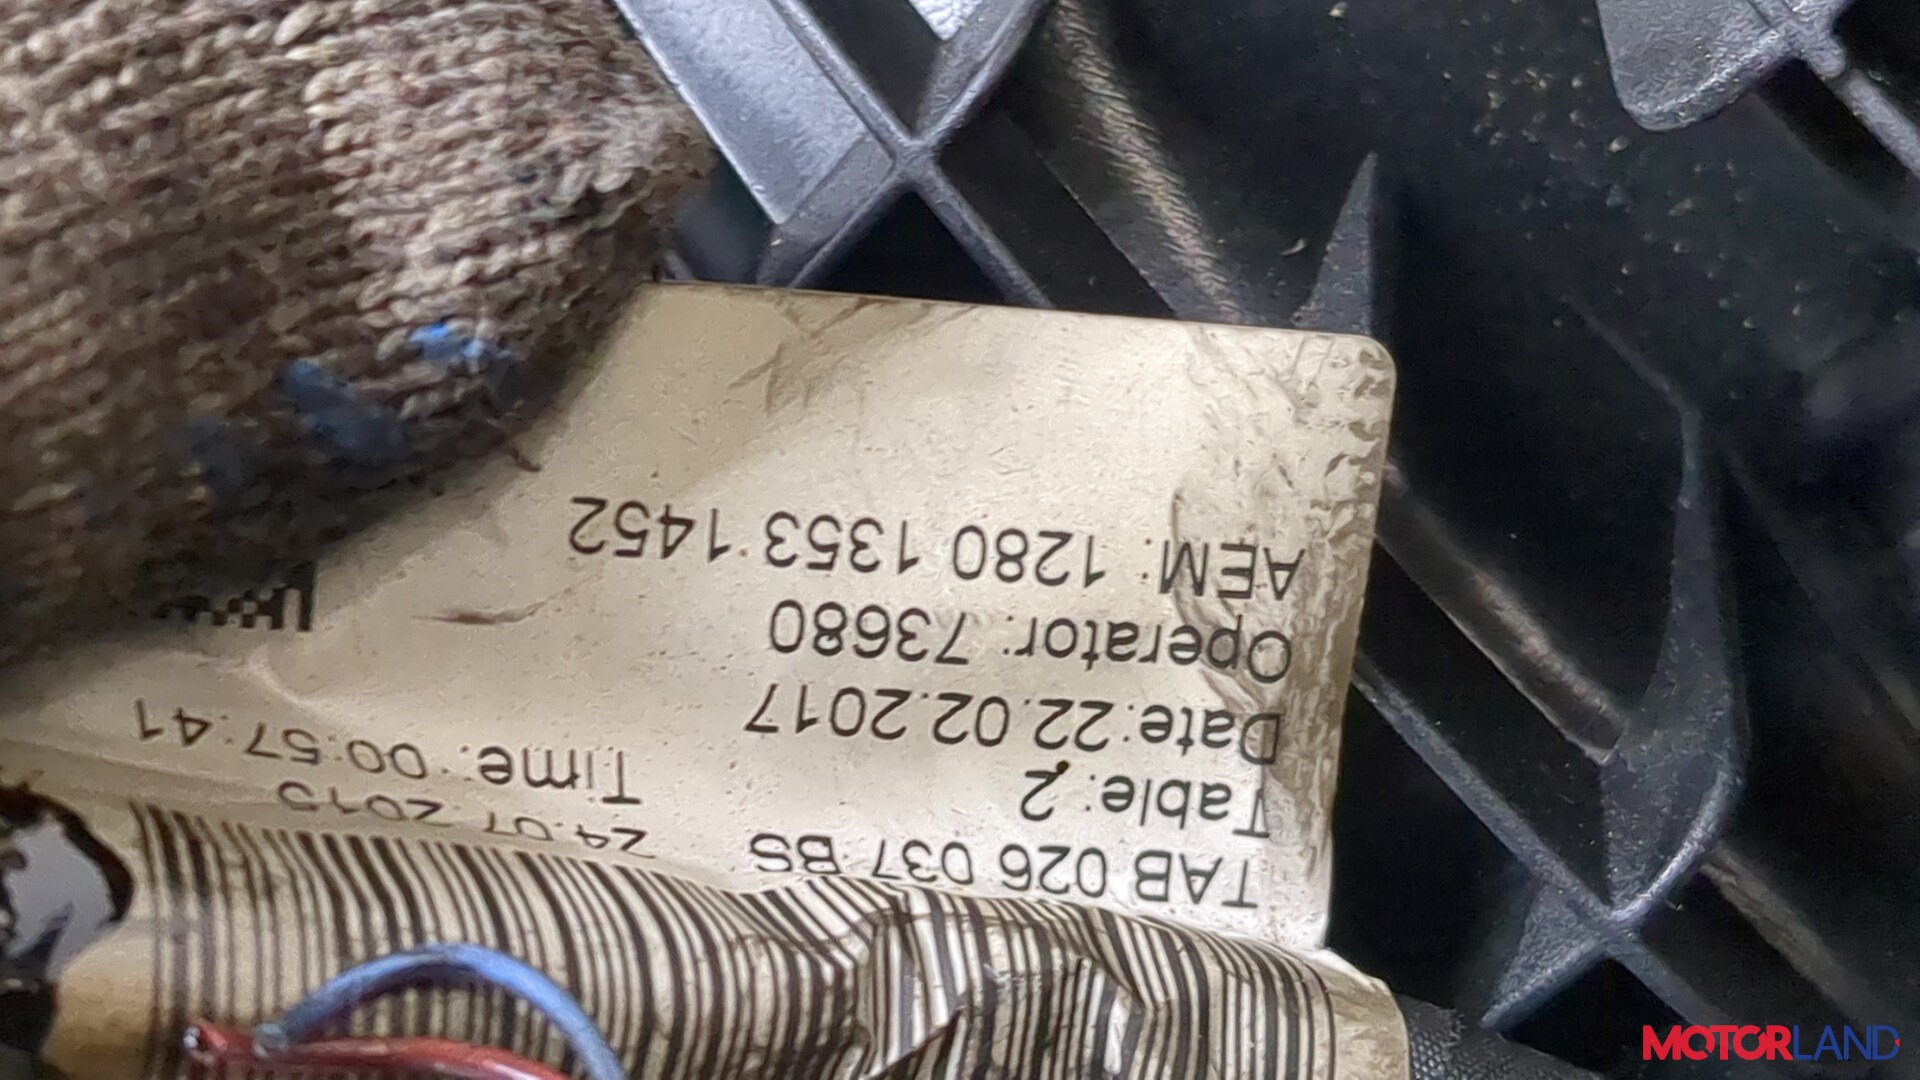 TAB 026 037 BS 24.07.2015
Table: 2 Time: 00:57:41
Date: 22.02.2017
Operator: 73680
AEM: 1280 1353 1452
MOTORLAND